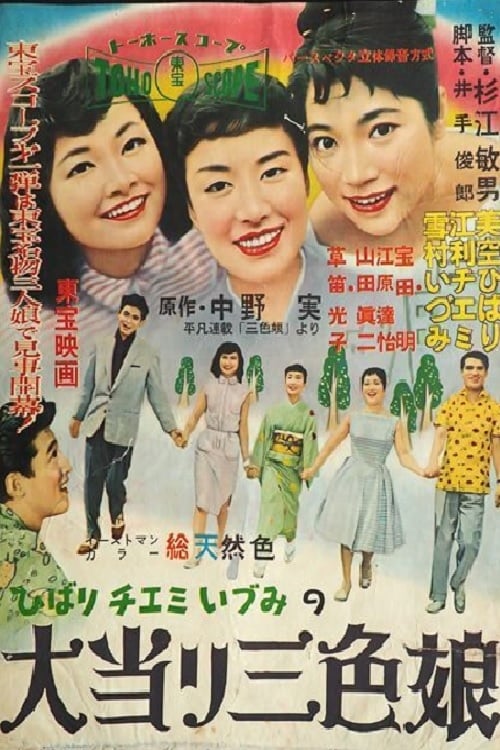 監督・杉江敏男
脚本・井手俊郎
トーホースコープ
TOHO SCOPE
東宝
パースペクタ立体録音方式
東宝スコープ才一弾は東宝名物三人娘で見事開幕!
美空ひばり
江利チエミ
雪村いづみ
宝田明
江原達怡
山田真二
草笛光子
原作・中野実
平凡連載「三色娘」より
東宝映画
イーストマンカラー 総天然色
ひばり チエミ いづみの
大当り三色娘